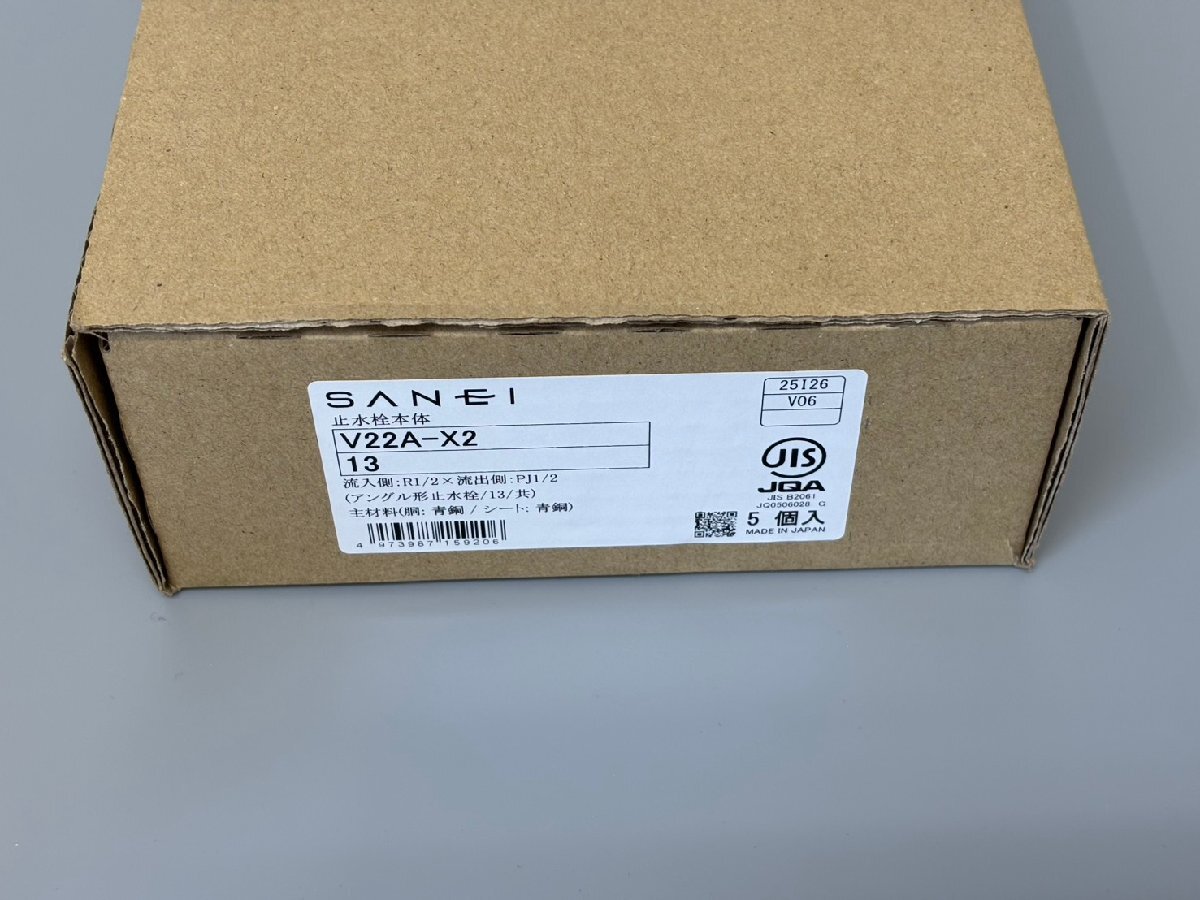 SANEI
止水栓本体
V22A-X2
13
流入側:R1/2×流出側:PJ1/2
(アングル形止水栓/13/共)
主材料(胴: 青銅 / シート: 青銅)
4 973987 159206
25I26
V06
JIS
JQA
JIS B2061
JQ0506028 G
5 個入
MADE IN JAPAN